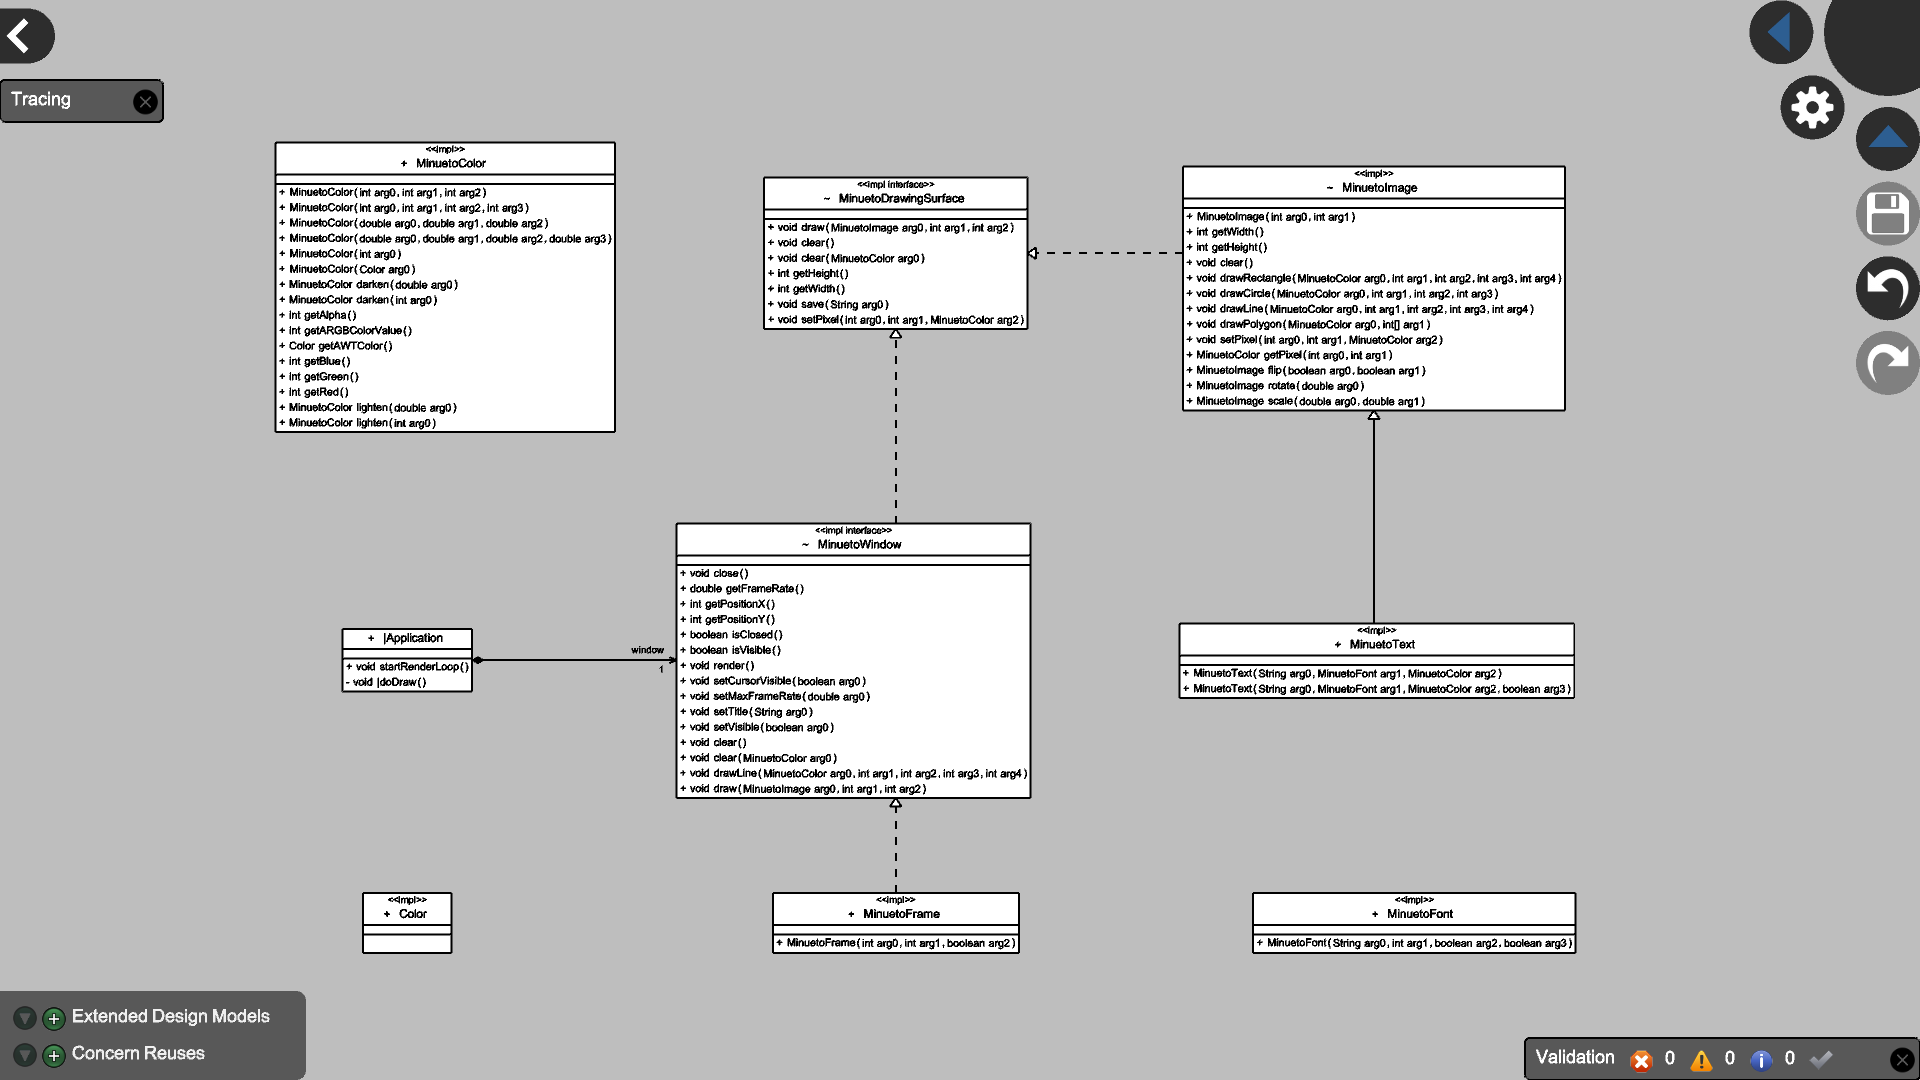 Tracing
<<impl>>
+ MinuetoColor
+ MinuetoColor(int arg0, int arg1, int arg2)
+ MinuetoColor(int arg0, int arg1, int arg2, int arg3)
+ MinuetoColor(double arg0, double arg1, double arg2)
+ MinuetoColor(double arg0, double arg1, double arg2, double arg3)
+ MinuetoColor(int arg0)
+ MinuetoColor(Color arg0)
+ MinuetoColor darken(double arg0)
+ MinuetoColor darken(int arg0)
+ int getAlpha()
+ int getARGBColorValue()
+ Color getAWTColor()
+ int getBlue()
+ int getGreen()
+ int getRed()
+ MinuetoColor lighten(double arg0)
+ MinuetoColor lighten(int arg0)
<<impl interface>>
~ MinuetoDrawingSurface
+ void draw(MinuetoImage arg0, int arg1, int arg2)
+ void clear()
+ void clear(MinuetoColor arg0)
+ int getHeight()
+ int getWidth()
+ void save(String arg0)
+ void setPixel(int arg0, int arg1, MinuetoColor arg2)
<<impl>>
~ MinuetoImage
+ MinuetoImage(int arg0, int arg1)
+ int getWidth()
+ int getHeight()
+ void clear()
+ void drawRectangle(MinuetoColor arg0, int arg1, int arg2, int arg3, int arg4)
+ void drawCircle(MinuetoColor arg0, int arg1, int arg2, int arg3)
+ void drawLine(MinuetoColor arg0, int arg1, int arg2, int arg3, int arg4)
+ void drawPolygon(MinuetoColor arg0, int[] arg1)
+ void setPixel(int arg0, int arg1, MinuetoColor arg2)
+ MinuetoColor getPixel(int arg0, int arg1)
+ MinuetoImage flip(boolean arg0, boolean arg1)
+ MinuetoImage rotate(double arg0)
+ MinuetoImage scale(double arg0, double arg1)
<<impl interface>>
~ MinuetoWindow
+ void close()
+ double getFrameRate()
+ int getPositionX()
+ int getPositionY()
+ boolean isClosed()
+ boolean isVisible()
+ void render()
+ void setCursorVisible(boolean arg0)
+ void setMaxFrameRate(double arg0)
+ void setTitle(String arg0)
+ void setVisible(boolean arg0)
+ void clear()
+ void clear(MinuetoColor arg0)
+ void drawLine(MinuetoColor arg0, int arg1, int arg2, int arg3, int arg4)
+ void draw(MinuetoImage arg0, int arg1, int arg2)
+ |Application
+ void startRenderLoop()
- void |doDraw()
window
1
<<impl>>
+ MinuetoText
+ MinuetoText(String arg0, MinuetoFont arg1, MinuetoColor arg2)
+ MinuetoText(String arg0, MinuetoFont arg1, MinuetoColor arg2, boolean arg3)
<<impl>>
+ Color
<<impl>>
+ MinuetoFrame
+ MinuetoFrame(int arg0, int arg1, boolean arg2)
<<impl>>
+ MinuetoFont
+ MinuetoFont(String arg0, int arg1, boolean arg2, boolean arg3)
Extended Design Models
Concern Reuses
Validation 0 0 0